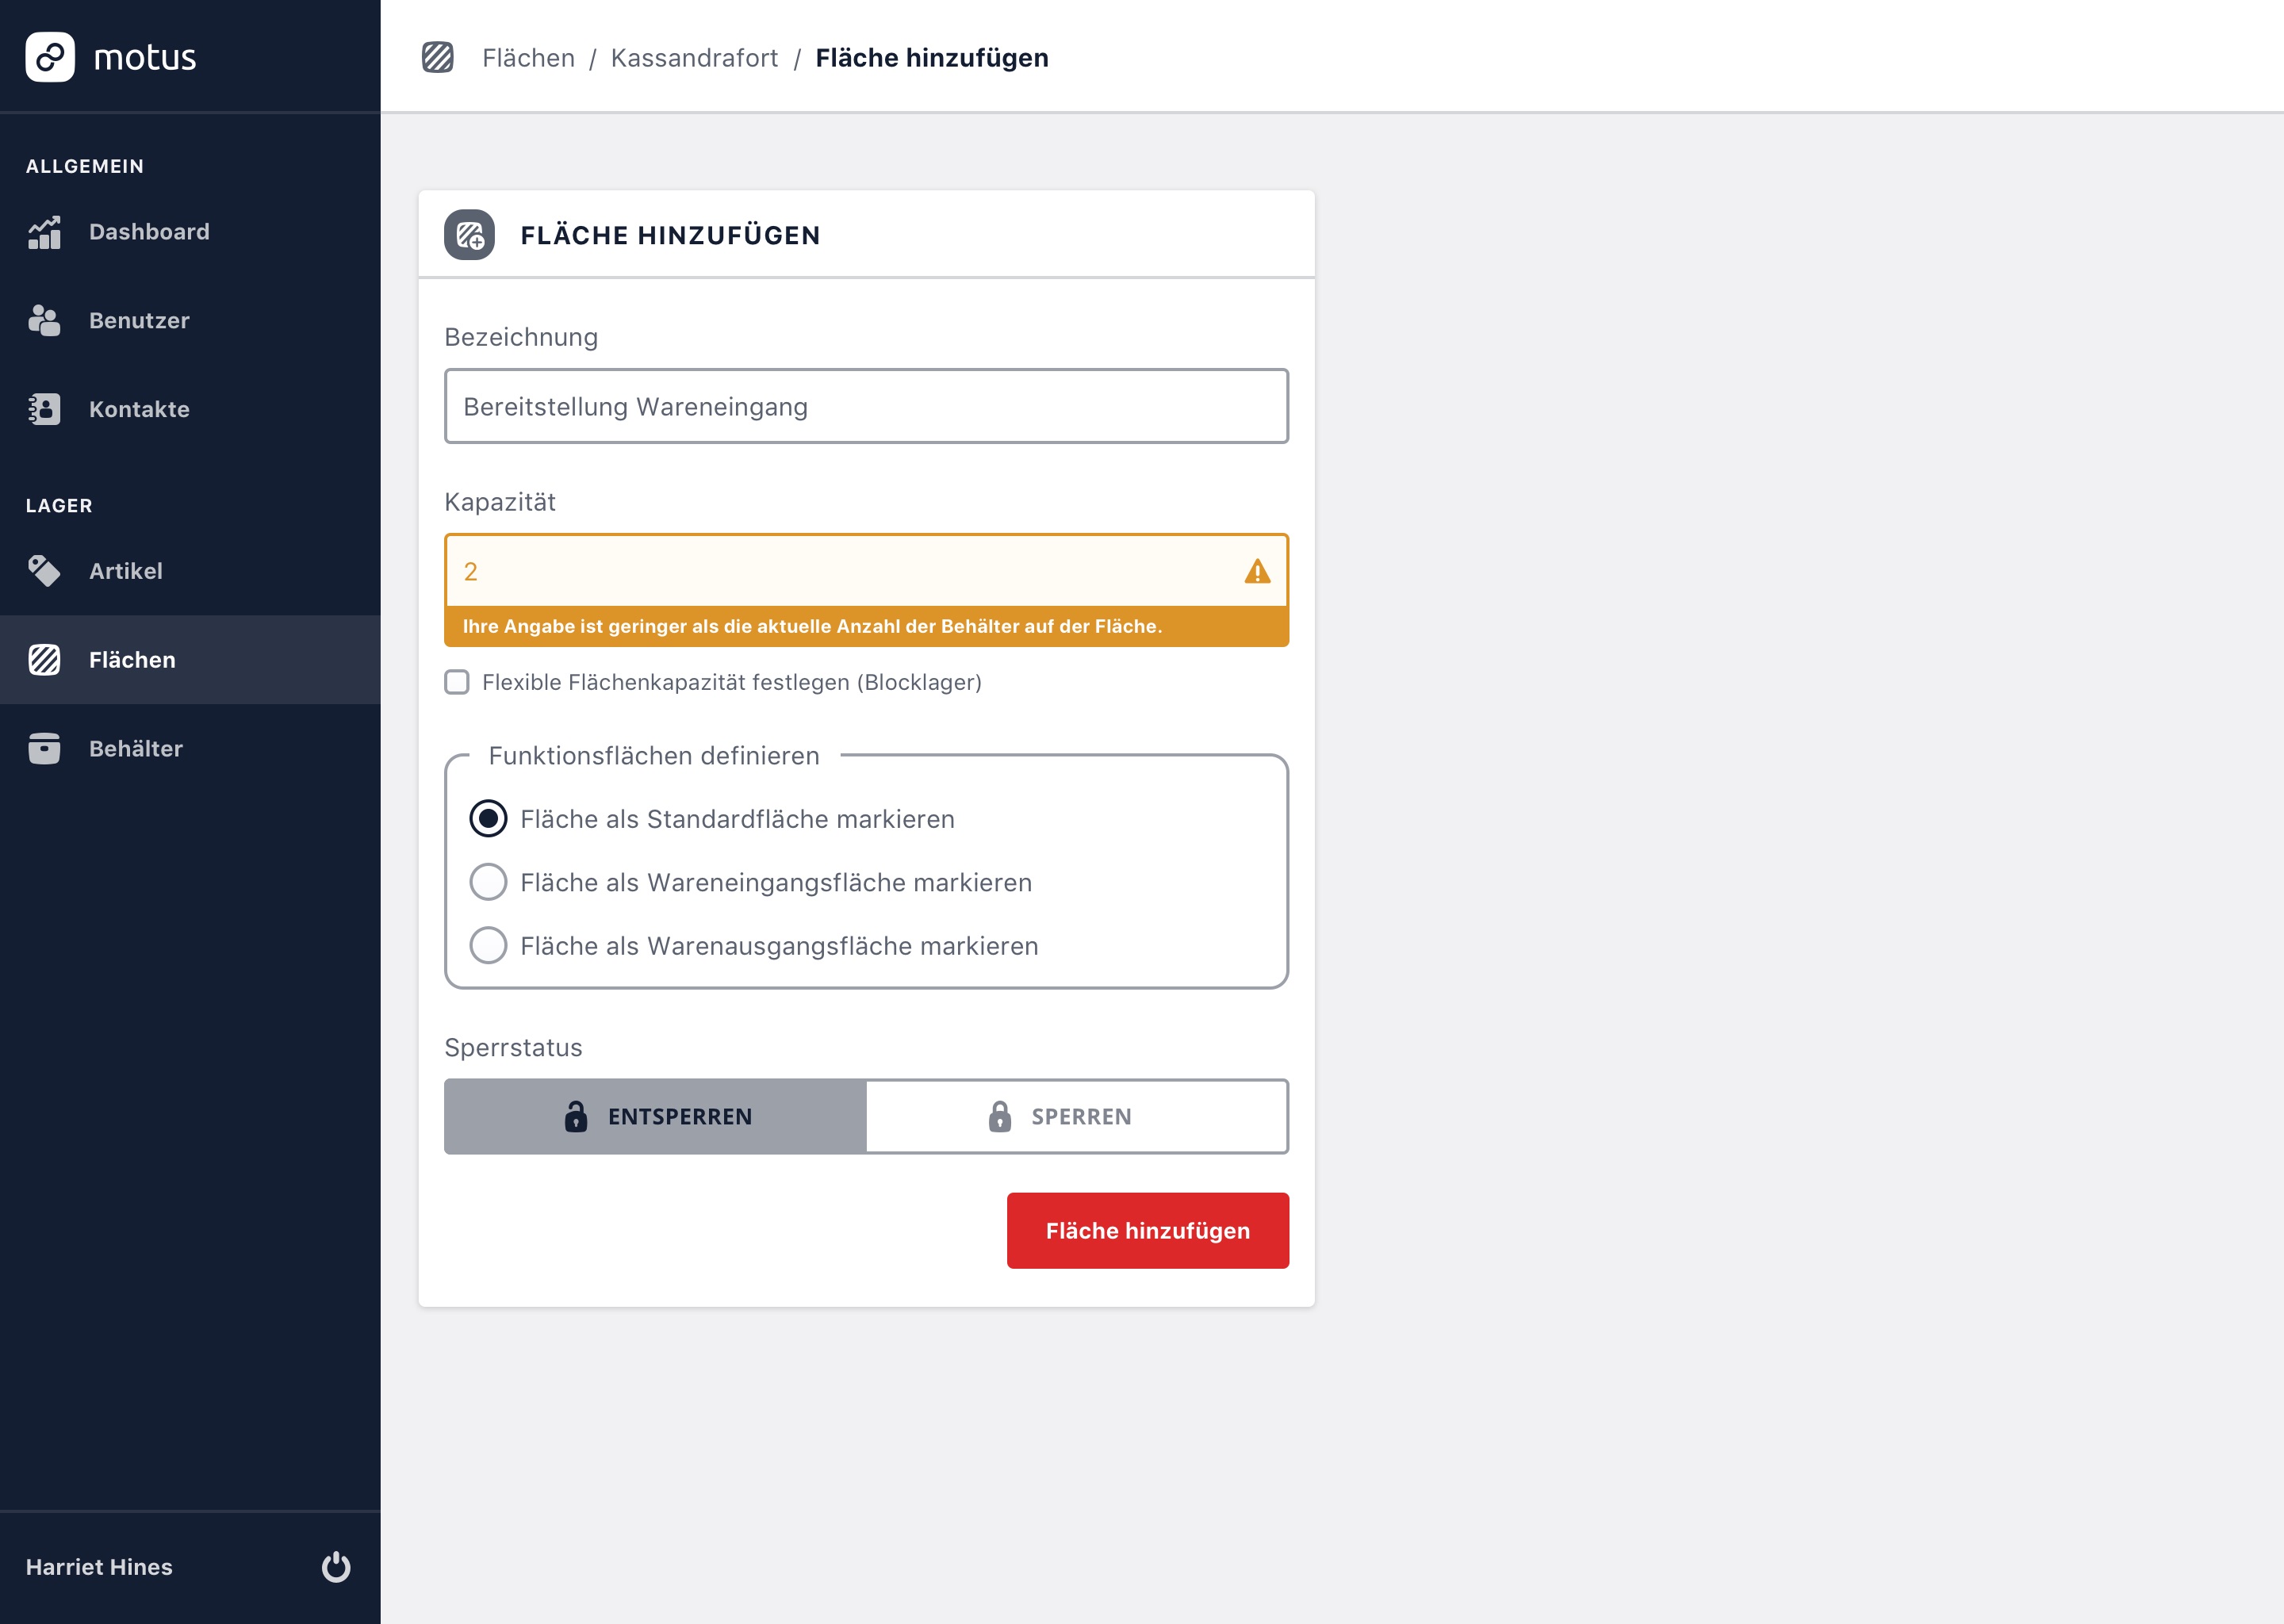 motus
Flächen / Kassandrafort / Fläche hinzufügen
ALLGEMEIN
Dashboard
Benutzer
Kontakte
LAGER
Artikel
Flächen
Behälter
Harriet Hines
FLÄCHE HINZUFÜGEN
Bezeichnung
Bereitstellung Wareneingang
Kapazität
2
Ihre Angabe ist geringer als die aktuelle Anzahl der Behälter auf der Fläche.
Flexible Flächenkapazität festlegen (Blocklager)
Funktionsflächen definieren
Fläche als Standardfläche markieren
Fläche als Wareneingangsfläche markieren
Fläche als Warenausgangsfläche markieren
Sperrstatus
ENTSPERREN
SPERREN
Fläche hinzufügen